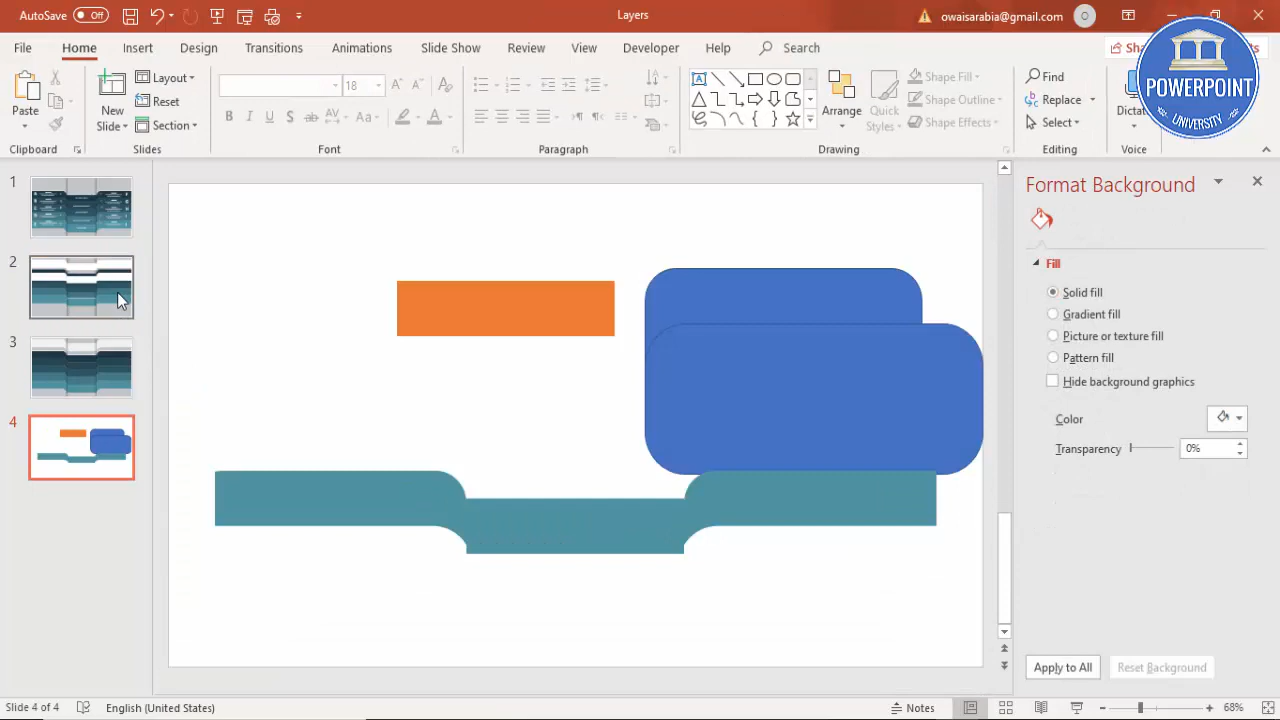 AutoSave Off
Layers
owaisarabia@gmail.com
O
File Home Insert Design Transitions Animations Slide Show Review View Developer Help Search
POWERPOINT
UNIVERSITY
Paste
New
Slide
Layout
Reset
Section
18
B I U S ab AV Aa A
Arrange
Quick
Styles
Shape Fill
Shape Outline
Shape Effects
Find
Replace
Select
Clipboard
Slides
Font
Paragraph
Drawing
Editing
Voice
1
2
3
4
Format Background
Fill
Solid fill
Gradient fill
Picture or texture fill
Pattern fill
Hide background graphics
Color
Transparency
0%
Apply to All
Reset Background
Slide 4 of 4
English (United States)
Notes
68%